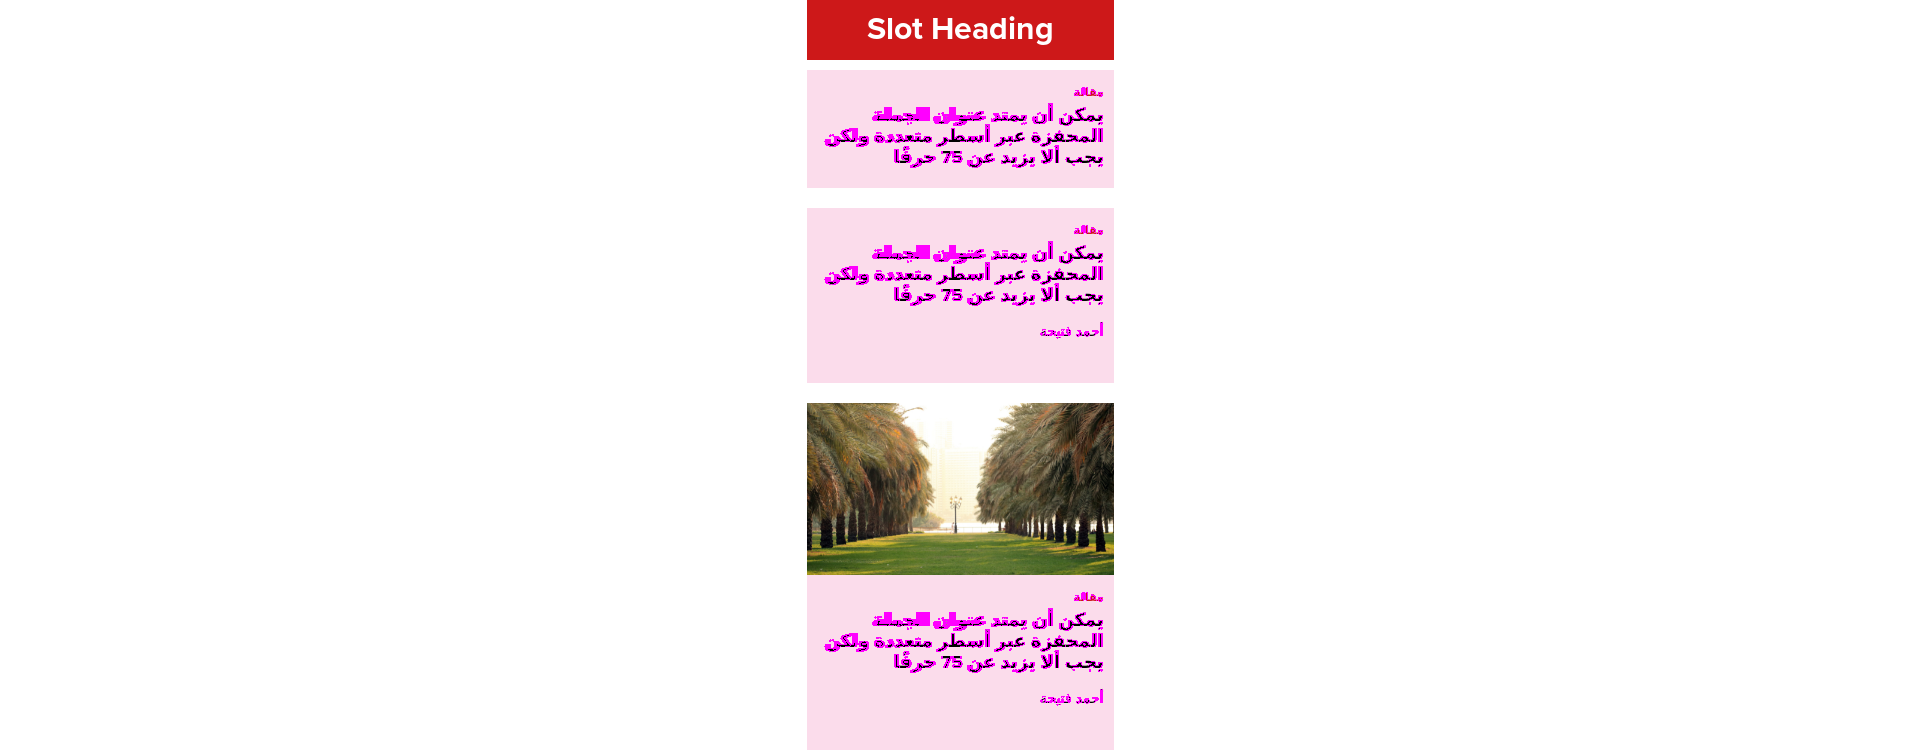 Slot Heading
مقالة
يمكن أن يمتد عنوان الجملة
المحفزة عبر أسطر متعددة ولكن
يجب ألا يزيد عن 75 حرفًا
مقالة
يمكن أن يمتد عنوان الجملة
المحفزة عبر أسطر متعددة ولكن
يجب ألا يزيد عن 75 حرفًا
أحمد فتيحة
مقالة
يمكن أن يمتد عنوان الجملة
المحفزة عبر أسطر متعددة ولكن
يجب ألا يزيد عن 75 حرفًا
أحمد فتيحة